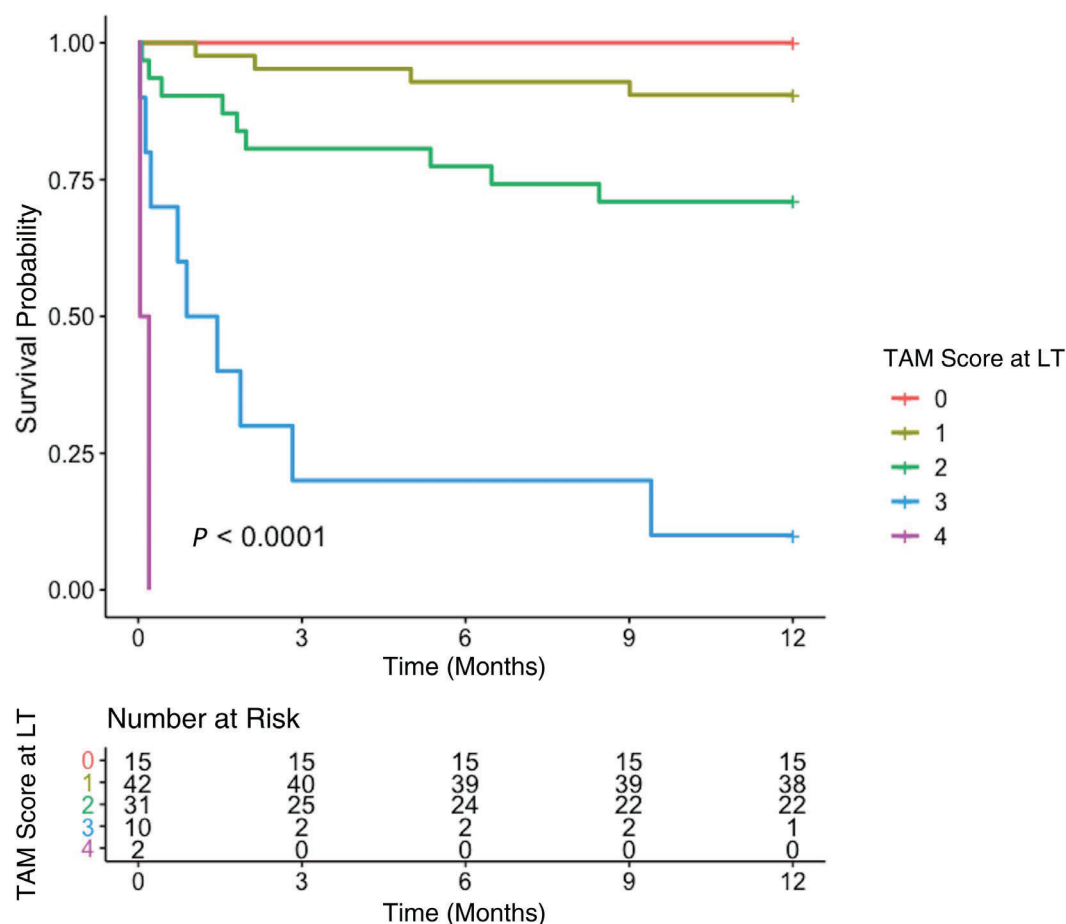 1.00
0.75
0.50
0.25
0.00
Survival Probability
P < 0.0001
0 3 6 9 12
Time (Months)
TAM Score at LT
0
1
2
3
4
Number at Risk
TAM Score at LT
0 15 15 15 15 15
1 42 40 39 39 38
2 31 25 24 22 22
3 10 2 2 2 1
4 2 0 0 0 0
0 3 6 9 12
Time (Months)